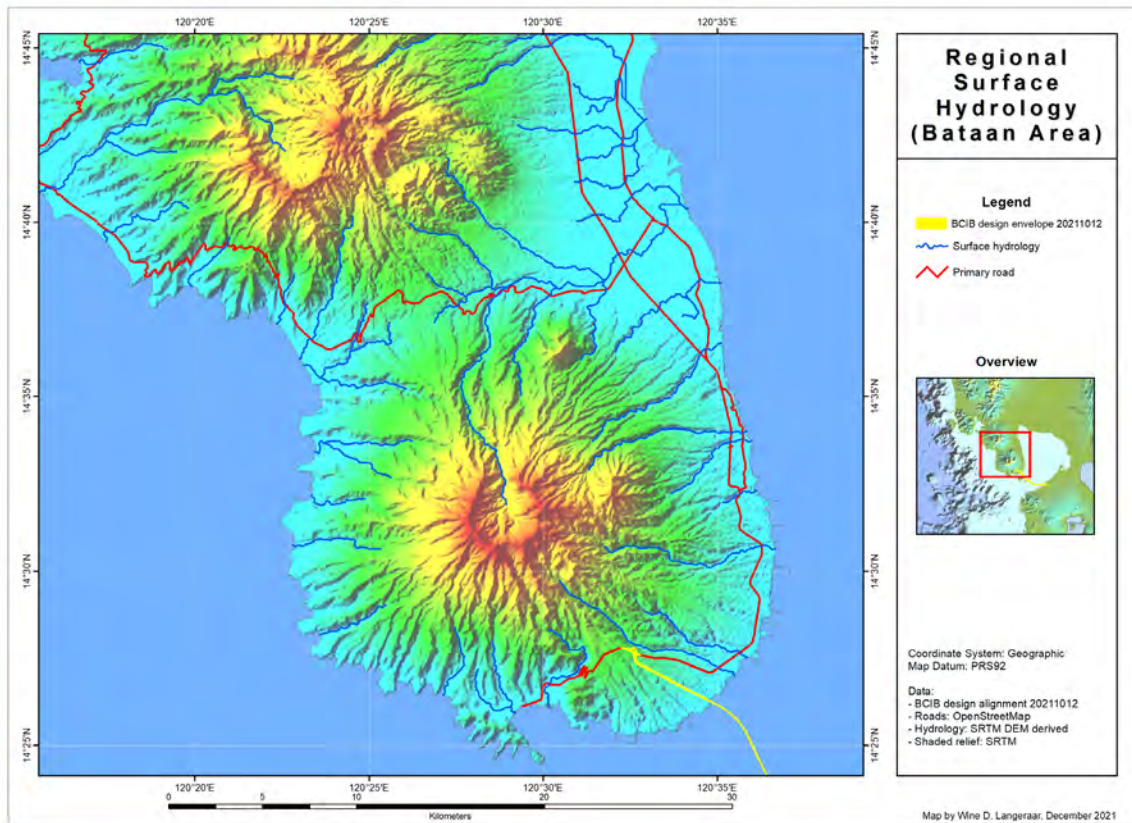 120°20'E 120°25'E 120°30'E 120°35'E
14°45'N 14°45'N
14°40'N 14°40'N
14°35'N 14°35'N
14°30'N 14°30'N
14°25'N 14°25'N
120°20'E 120°25'E 120°30'E 120°35'E
0 5 10 20 30
Kilometers
Regional
Surface
Hydrology
(Bataan Area)
Legend
BCIB design envelope 20211012
Surface hydrology
Primary road
Overview
Coordinate System: Geographic
Map Datum: PRS92
Data:
- BCIB design alignment 20211012
- Roads: OpenStreetMap
- Hydrology: SRTM DEM derived
- Shaded relief: SRTM
Map by Wine D. Langeraar, December 2021